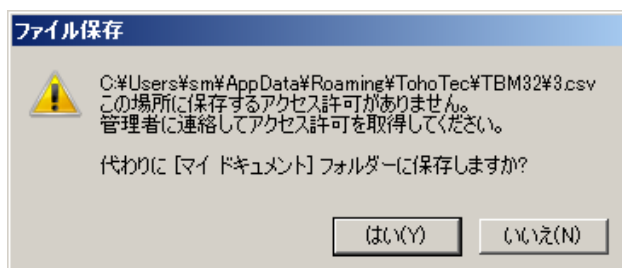 ファイル保存
C:¥Users¥sm¥AppData¥Roaming¥TohoTec¥TBM32¥3.csv
この場所に保存するアクセス許可がありません。
管理者に連絡してアクセス許可を取得してください。
代わりに [マイ ドキュメント] フォルダーに保存しますか?
はい(Y)
いいえ(N)